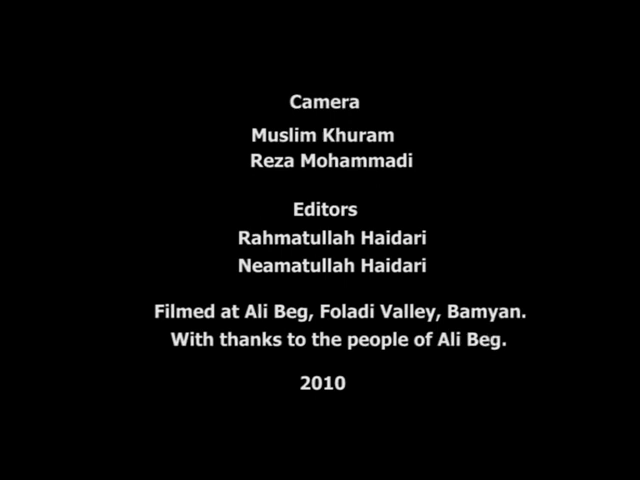 Camera
Muslim Khuram
Reza Mohammadi
Editors
Rahmatullah Haidari
Neamatullah Haidari
Filmed at Ali Beg, Foladi Valley, Bamyan.
With thanks to the people of Ali Beg.
2010